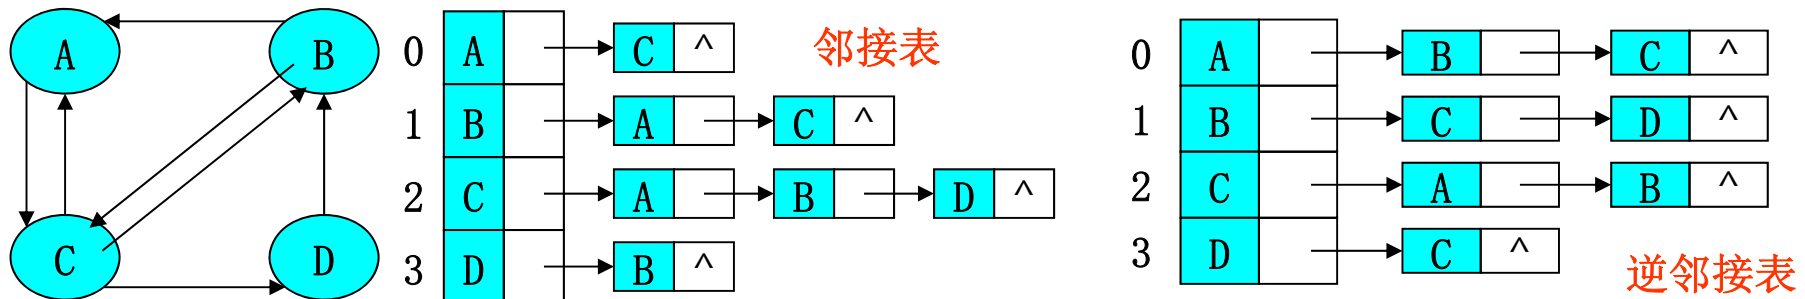 A B
C D
邻接表
0 A C ^
1 B A C ^
2 C A B D ^
3 D B ^
0 A B C ^
1 B C D ^
2 C A B ^
3 D C ^
逆邻接表